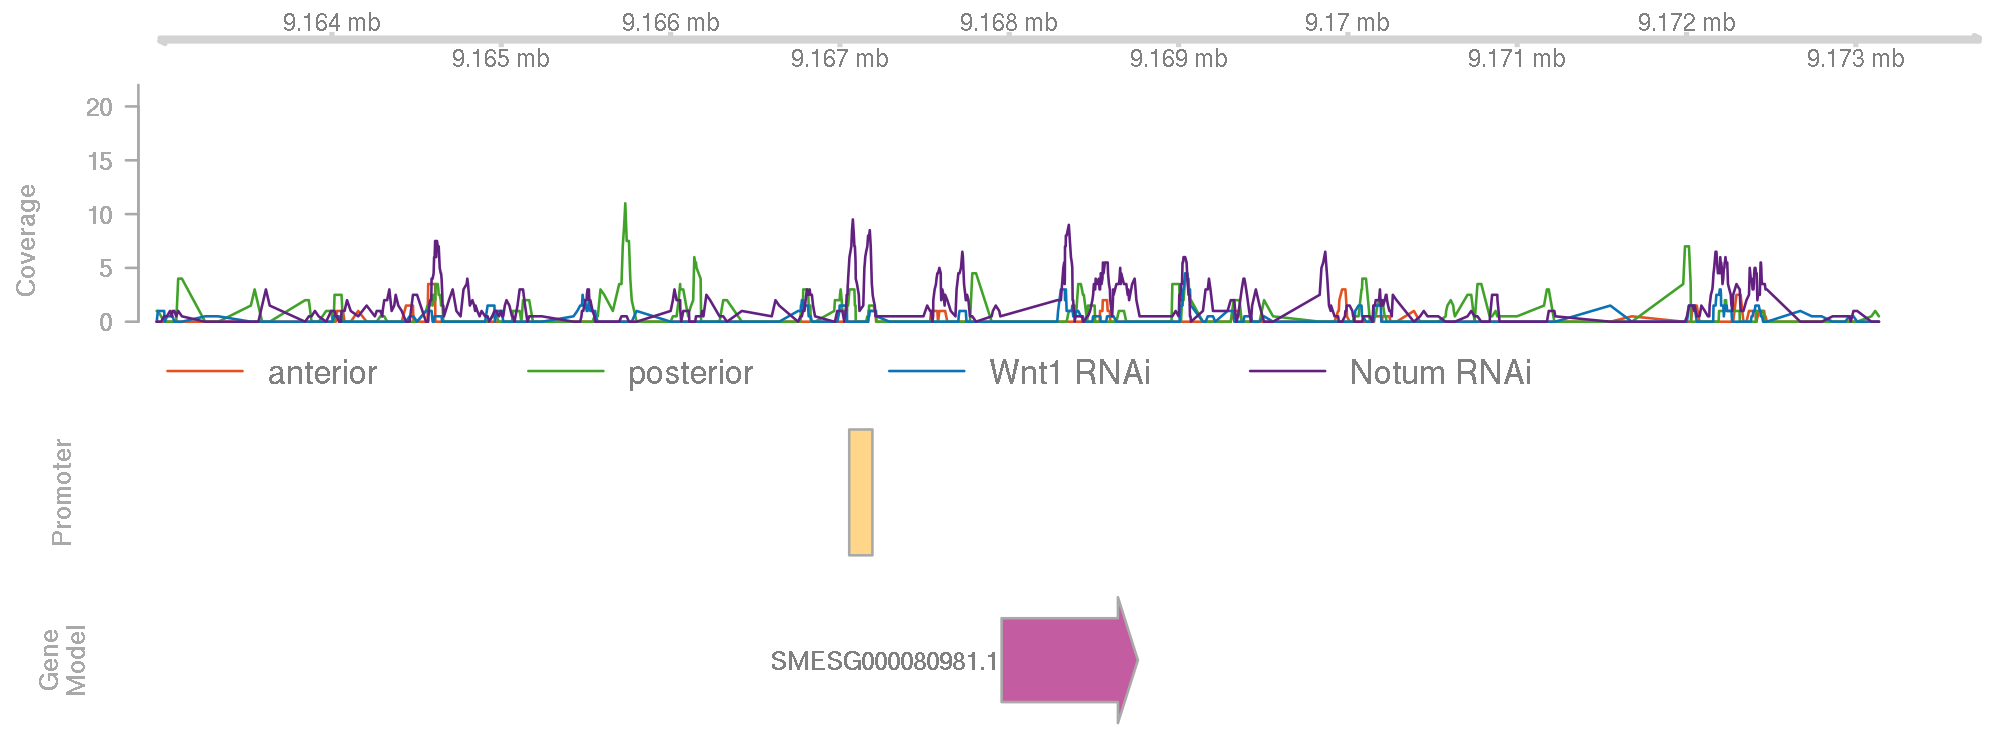 9.164 mb 9.166 mb 9.168 mb 9.17 mb 9.172 mb
9.165 mb 9.167 mb 9.169 mb 9.171 mb 9.173 mb
Coverage
20
15
10
5
0
anterior posterior Wnt1 RNAi Notum RNAi
Promoter
Gene
Model
SMESG000080981.1